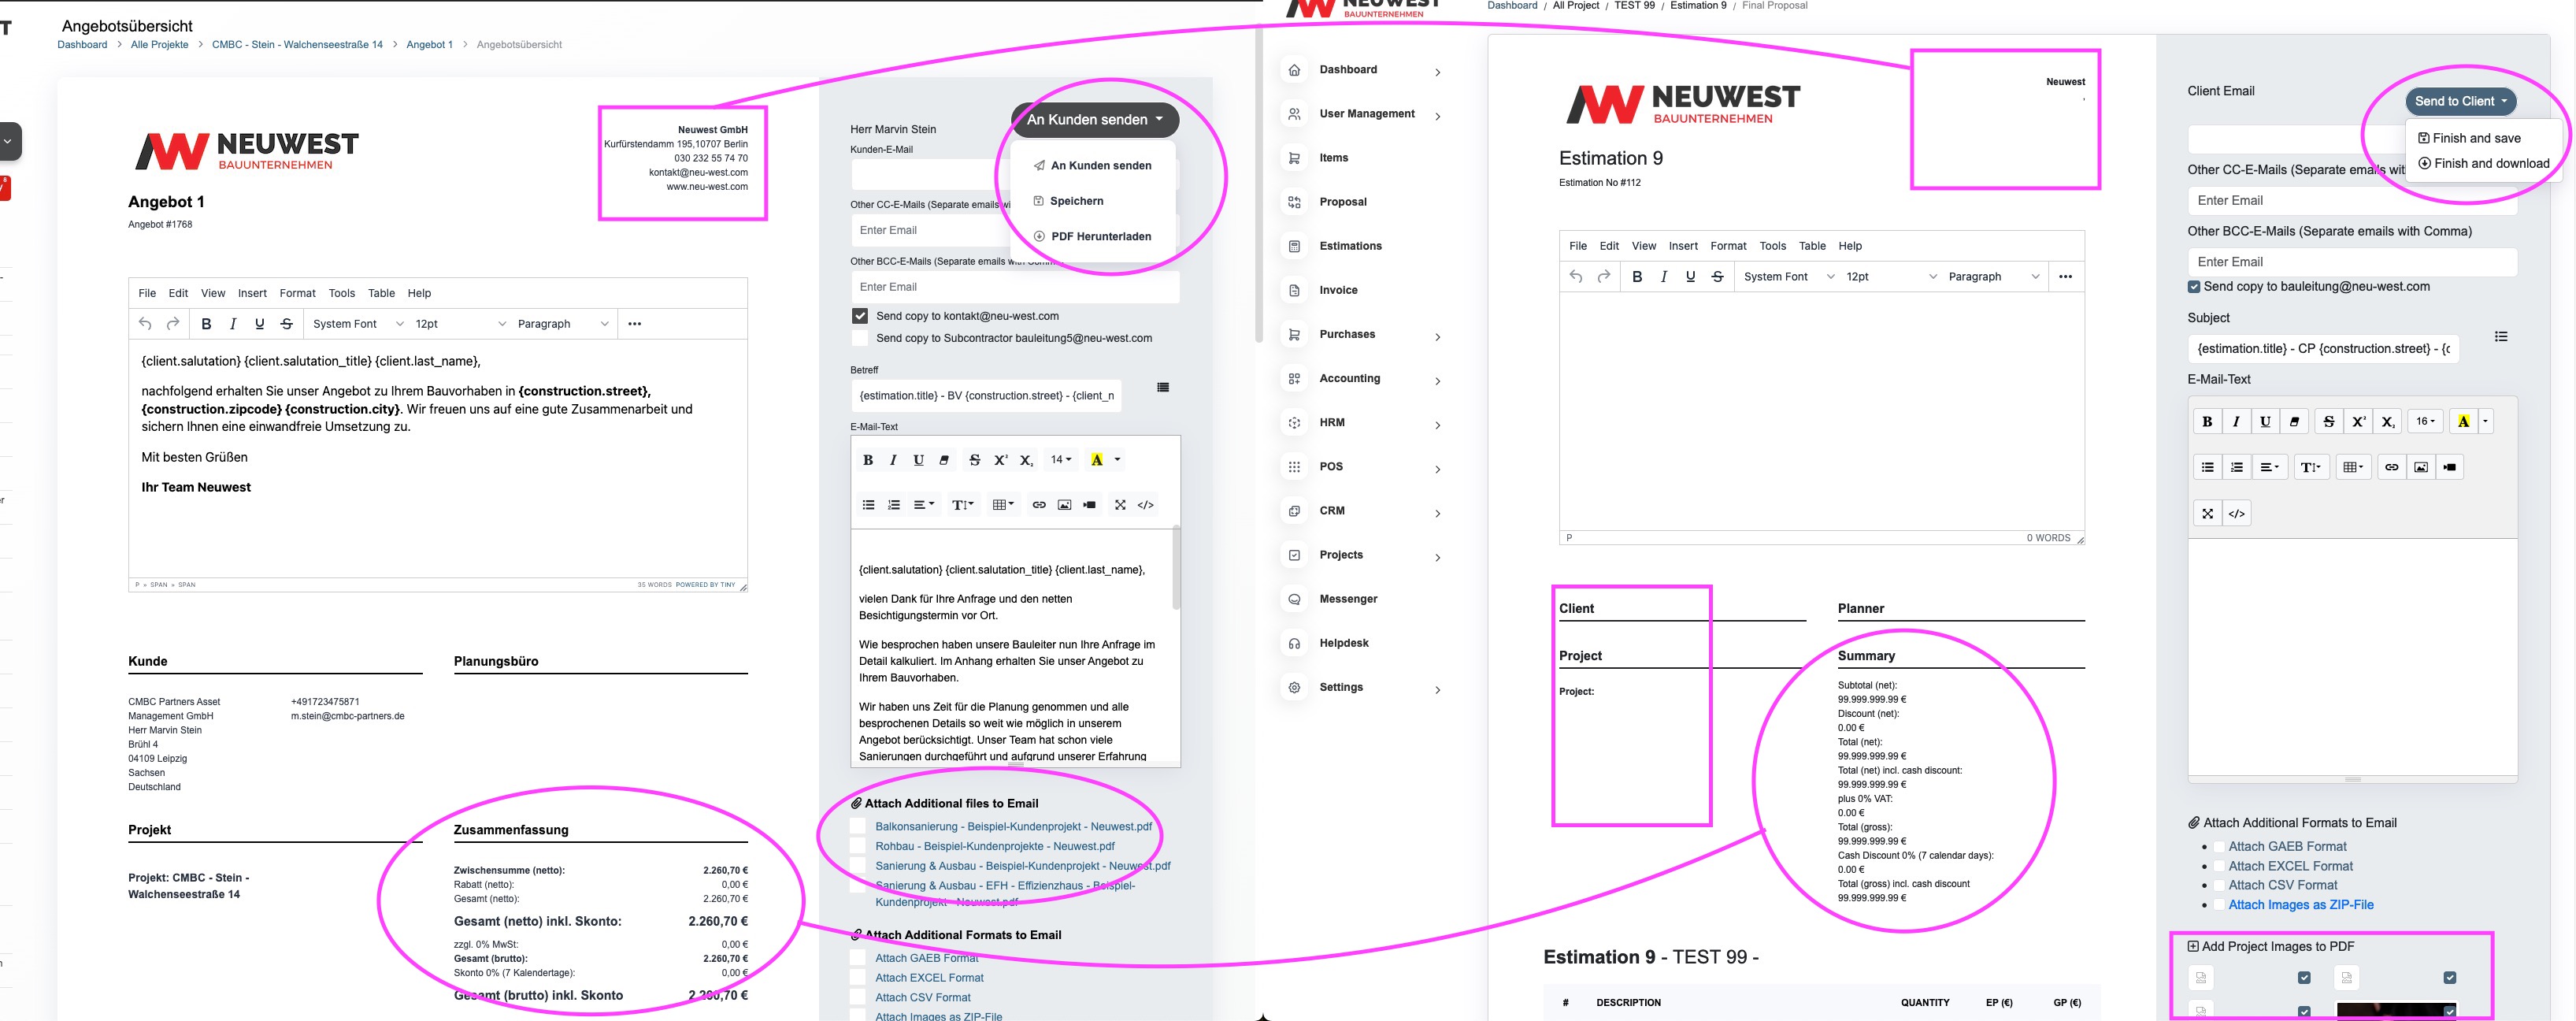 Angebotsübersicht
Dashboard > Alle Projekte > CMBC - Stein - Walchenseestraße 14 > Angebot 1 > Angebotsübersicht
NEUWEST
BAUUNTERNEHMEN
Neuwest GmbH
Kurfürstendamm 195,10707 Berlin
030 232 55 74 70
kontakt@neu-west.com
www.neu-west.com
Angebot 1
Angebot #1768
File Edit View Insert Format Tools Table Help
B I U S System Font 12pt Paragraph ...
{client.salutation} {client.salutation_title} {client.last_name},
nachfolgend erhalten Sie unser Angebot zu Ihrem Bauvorhaben in {construction.street},
{construction.zipcode} {construction.city}. Wir freuen uns auf eine gute Zusammenarbeit und
sichern Ihnen eine einwandfreie Umsetzung zu.
Mit besten Grüßen
Ihr Team Neuwest
P » SPAN » SPAN 35 WORDS POWERED BY TINY
Kunde
CMBC Partners Asset
Management GmbH
Herr Marvin Stein
Brühl 4
04109 Leipzig
Sachsen
Deutschland
+491723475871
m.stein@cmbc-partners.de
Planungsbüro
Projekt
Projekt: CMBC - Stein -
Walchenseestraße 14
Zusammenfassung
Zwischensumme (netto): 2.260,70 €
Rabatt (netto): 0,00 €
Gesamt (netto): 2.260,70 €
Gesamt (netto) inkl. Skonto: 2.260,70 €
zzgl. 0% MwSt: 0,00 €
Gesamt (brutto): 2.260,70 €
Skonto 0% (7 Kalendertage): 0,00 €
Gesamt (brutto) inkl. Skonto 2.260,70 €
An Kunden senden
An Kunden senden
Speichern
PDF Herunterladen
Herr Marvin Stein
Kunden-E-Mail
Other CC-E-Mails (Separate emails wi
Enter Email
Other BCC-E-Mails (Separate emails with Comma)
Enter Email
Send copy to kontakt@neu-west.com
Send copy to Subcontractor bauleitung5@neu-west.com
Betreff
{estimation.title} - BV {construction.street} - {client_n
E-Mail-Text
B I U S X² X₂ 14 A
T </>
{client.salutation} {client.salutation_title} {client.last_name},
vielen Dank für Ihre Anfrage und den netten
Besichtigungstermin vor Ort.
Wie besprochen haben unsere Bauleiter nun Ihre Anfrage im
Detail kalkuliert. Im Anhang erhalten Sie unser Angebot zu
Ihrem Bauvorhaben.
Wir haben uns Zeit für die Planung genommen und alle
besprochenen Details so weit wie möglich in unserem
Angebot berücksichtigt. Unser Team hat schon viele
Sanierungen durchgeführt und aufgrund unserer Erfahrung
Attach Additional files to Email
Balkonsanierung - Beispiel-Kundenprojekt - Neuwest.pdf
Rohbau - Beispiel-Kundenprojekte - Neuwest.pdf
Sanierung & Ausbau - Beispiel-Kundenprojekt - Neuwest.pdf
Sanierung & Ausbau - EFH - Effizienzhaus - Beispiel-
Kundenprojekt - Neuwest.pdf
Attach Additional Formats to Email
Attach GAEB Format
Attach EXCEL Format
Attach CSV Format
Attach Images as ZIP-File
NEUWEST
BAUUNTERNEHMEN
Dashboard
User Management
Items
Proposal
Estimations
Invoice
Purchases
Accounting
HRM
POS
CRM
Projects
Messenger
Helpdesk
Settings
Dashboard / All Project / TEST 99 / Estimation 9 / Final Proposal
NEUWEST
BAUUNTERNEHMEN
Neuwest
,
Estimation 9
Estimation No #112
File Edit View Insert Format Tools Table Help
B I U S System Font 12pt Paragraph ...
P 0 WORDS
Client
Planner
Project
Project:
Summary
Subtotal (net):
99.999.999.99 €
Discount (net):
0.00 €
Total (net):
99.999.999.99 €
Total (net) incl. cash discount:
99.999.999.99 €
plus 0% VAT:
0.00 €
Total (gross):
99.999.999.99 €
Cash Discount 0% (7 calendar days):
0.00 €
Total (gross) incl. cash discount
99.999.999.99 €
Estimation 9 - TEST 99 -
# DESCRIPTION QUANTITY EP (€) GP (€)
Client Email
Send to Client
Finish and save
Finish and download
Other CC-E-Mails (Separate emails wit
Enter Email
Other BCC-E-Mails (Separate emails with Comma)
Enter Email
Send copy to bauleitung@neu-west.com
Subject
{estimation.title} - CP {construction.street} - {c
E-Mail-Text
B I U S X² X₂ 16 A
T
</>
Attach Additional Formats to Email
Attach GAEB Format
Attach EXCEL Format
Attach CSV Format
Attach Images as ZIP-File
Add Project Images to PDF